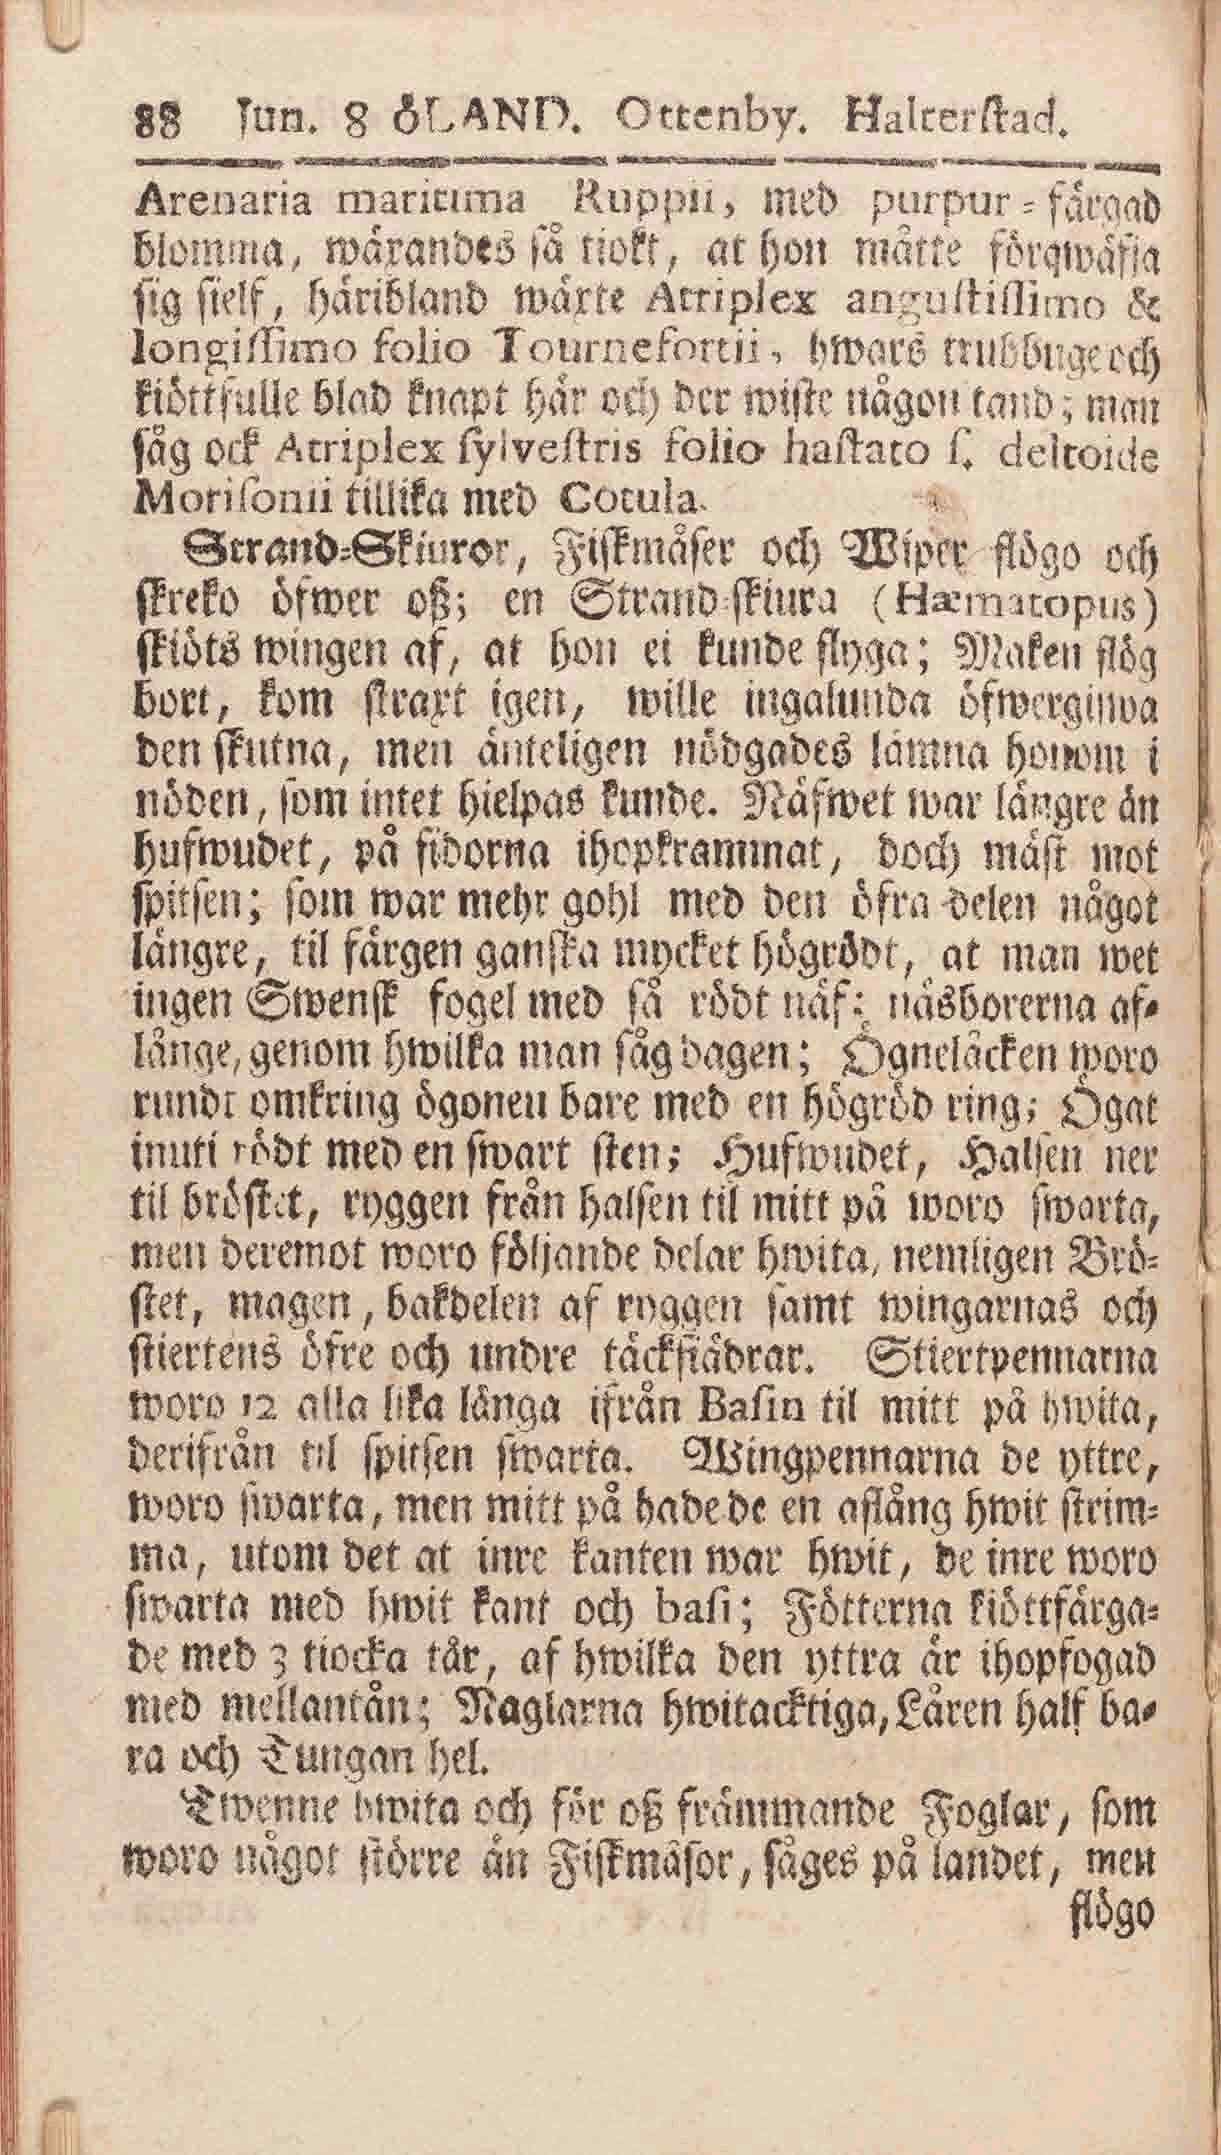 88 Jun. 8 ÖLAND. Ottenby. Halterſtad.
Arenaria maritima Ruppii, med purpur-färgad
blomma, wäxandes så tiokt, at hon måtte förqwäfja
sig sielf, häribland wäxte Atriplex anguſtiſſimo &
longiſſimo folio Tournefortii, hwars trubbuge och
kiöttfulle blad knapt här och der wiste någon tand; man
såg ock Atriplex ſylveſtris folio haſtato ſ. deltoide
Moriſonii tillika med Cotula.
Strand-Skiuror, Fiskmåser och Wiper flögo och
skreko öfwer oß; en Strand-skiura (Hæmatopus)
skiöts wingen af, at hon ei kunde flyga; Maken flög
bort, kom straxt igen, wille ingalunda öfwergiwa
den skutna, men änteligen nödgades lämna honom i
nöden, som intet hielpas kunde. Näfwet war längre än
hufwudet, på sidorna ihopkrammat, doch mäst mot
spitsen; som war mehr gohl med den öfra delen något
längre, til färgen ganska mycket högrödt, at man wet
ingen Swensk fogel med så rödt näf; näsborerna af-
långe, genom hwilka man såg dagen; Ögnelåcken woro
rundt omkring ögonen bare med en högröd ring; Ögat
inuti rödt med en swart sten; Hufwudet, Halsen ner
til bröstet, ryggen från halsen til mitt på woro swarta,
men deremot woro följande delar hwita, nemligen Brö-
stet, magen, bakdelen af ryggen samt wingarnas och
stiertens öfre och undre täckfiädrar. Stiertpennarna
woro 12 alla lika långa ifrån Baſin til mitt på hwita,
derifrån til spitsen swarta. Wingpennarna de yttre,
woro swarta, men mitt på hade de en aflång hwit strim-
ma, utom det at inre kanten war hwit, de inre woro
swarta med hwit kant och baſi; Fötterna kiöttfärga-
de med 3 tiocka tår, af hwilka den yttra är ihopfogad
med mellantån; Naglarna hwitacktiga, Låren half ba-
ra och Tungan hel.
Twenne hwita och för oß främmande Foglar, som
woro något större än Fiskmåsor, såges på landet, men
flögo